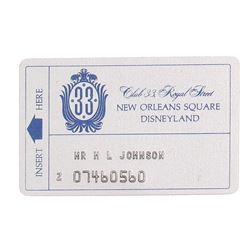 Club 33, Royal Street
33
NEW ORLEANS SQUARE
DISNEYLAND
INSERT HERE
MR H L JOHNSON
2 07460560